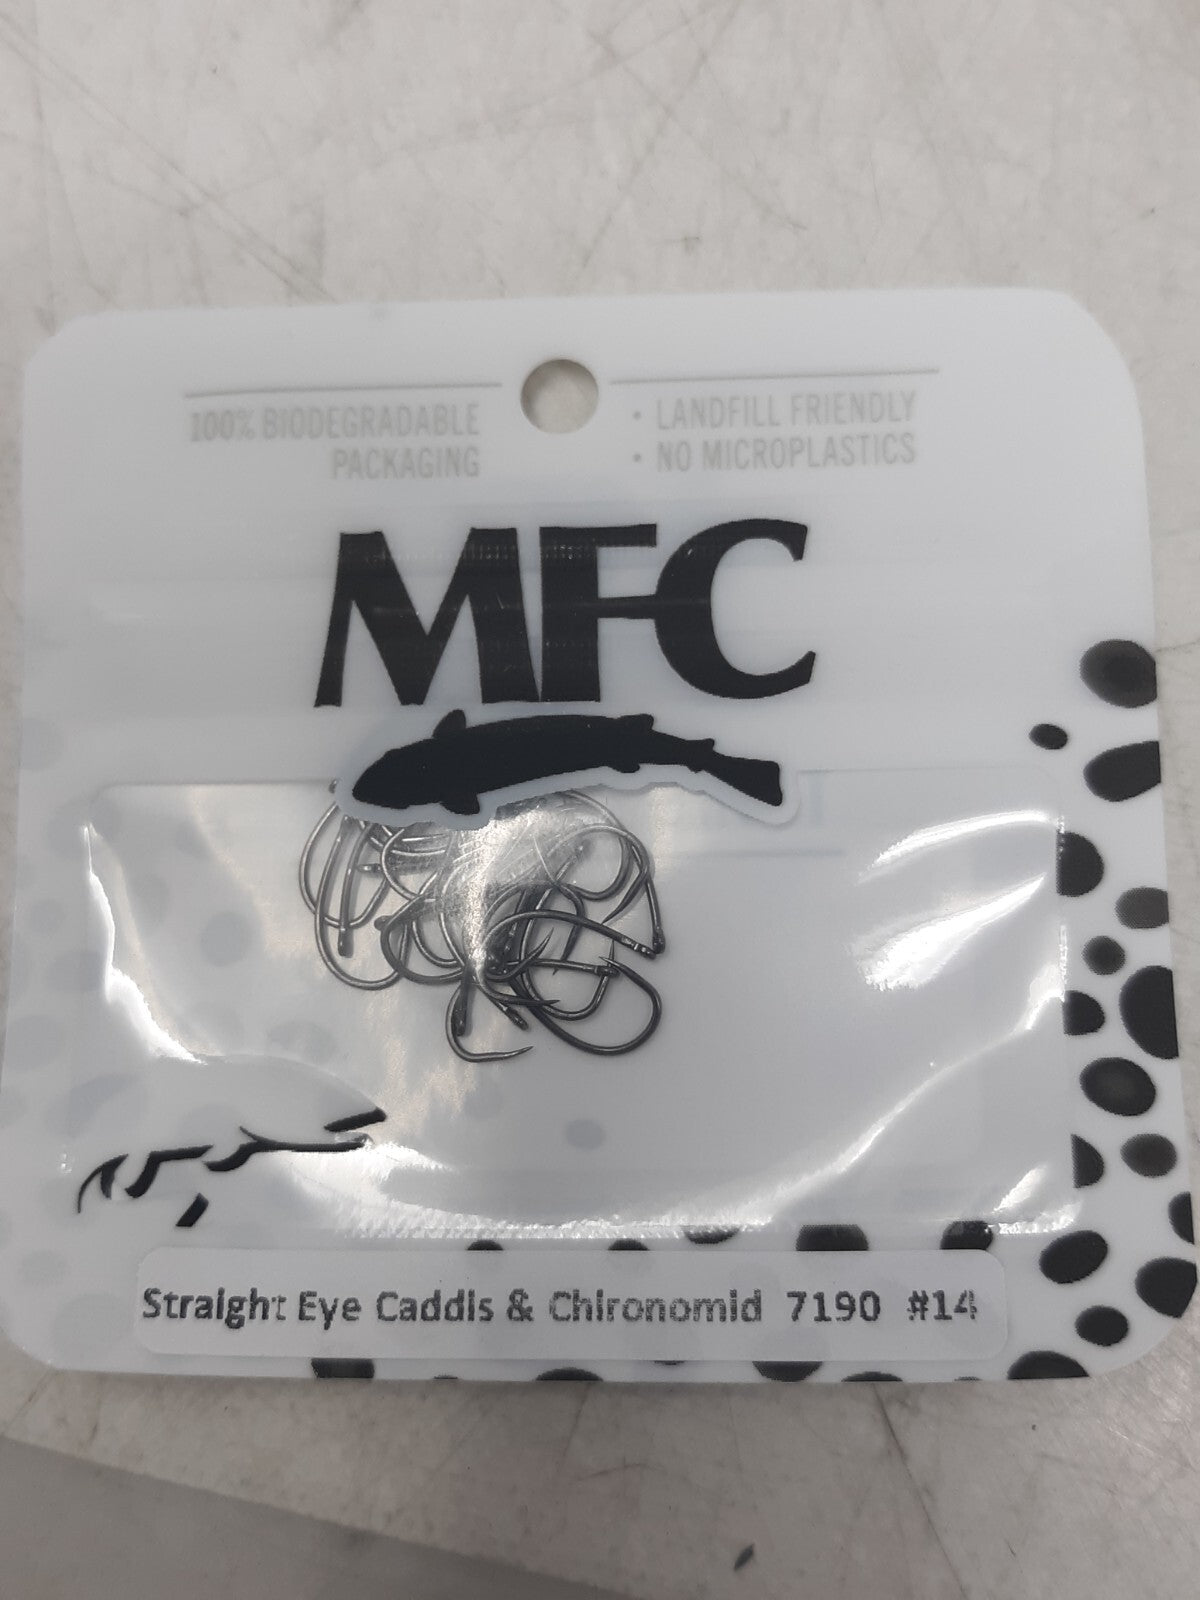 100% BIODEGRADABLE
PACKAGING
• LANDFILL FRIENDLY
• NO MICROPLASTICS
MFC
Straight Eye Caddis & Chironomid 7190 #14